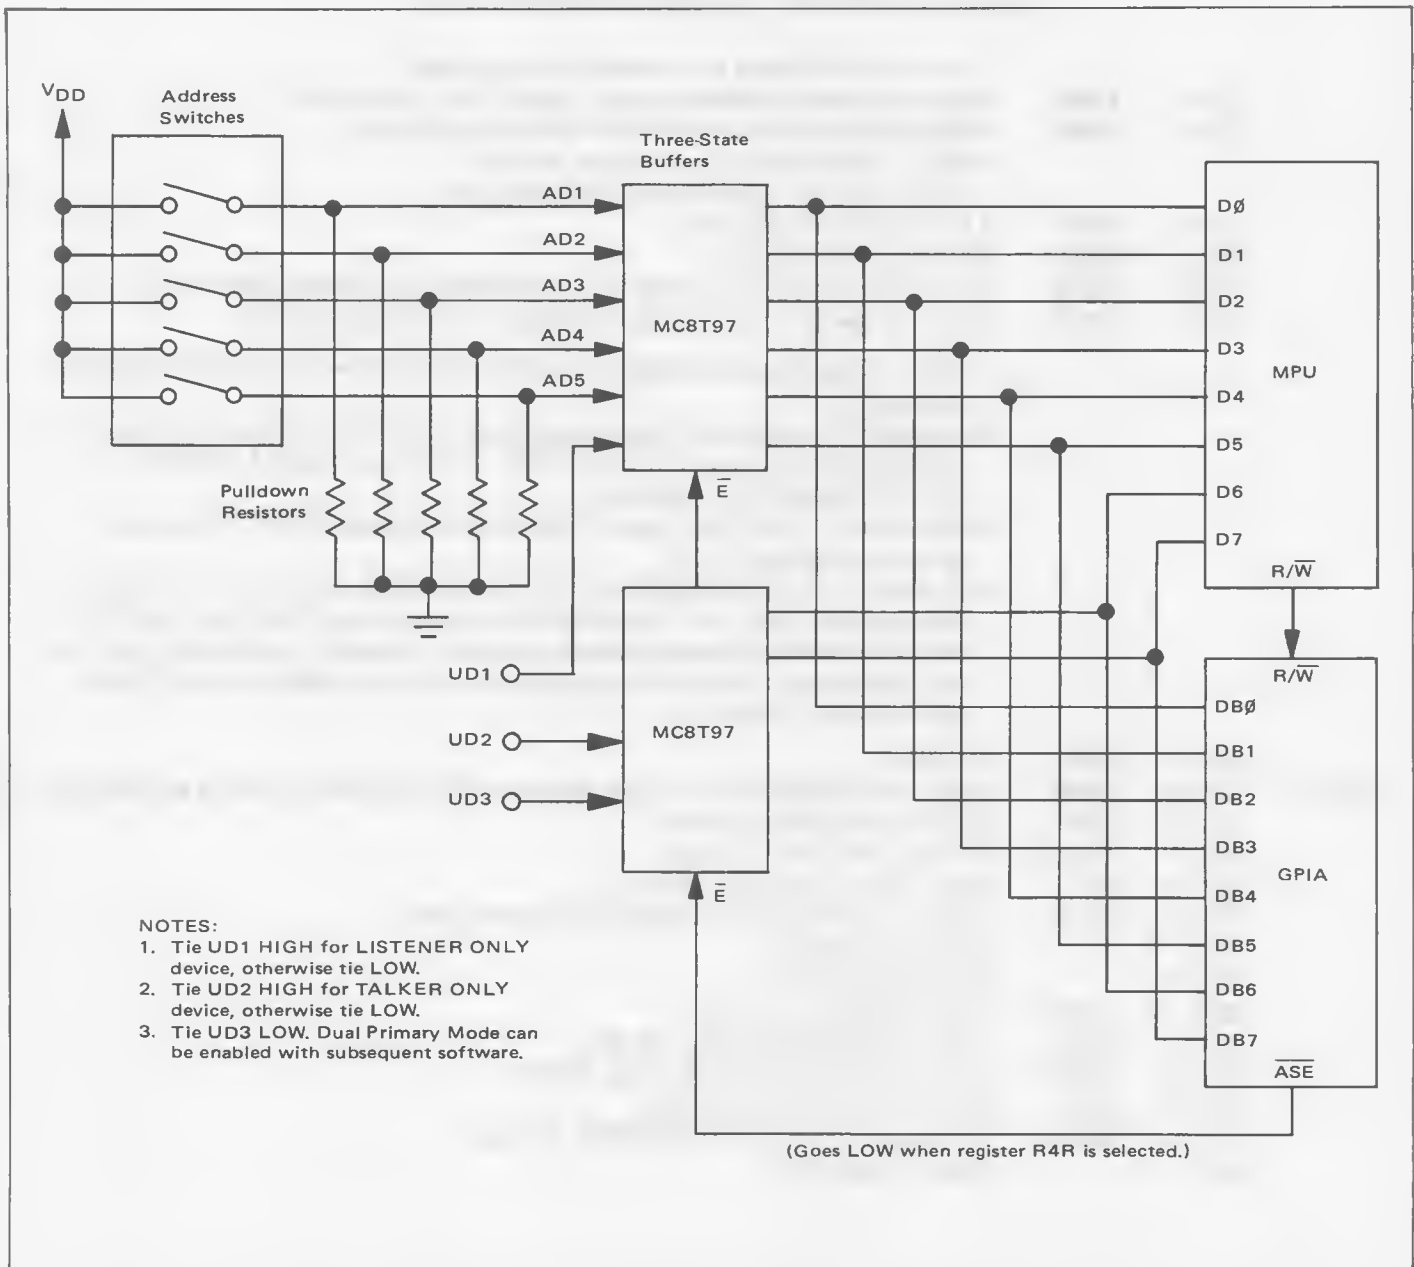 VDD
Address
Switches
Three-State
Buffers
AD1
AD2
AD3
AD4
AD5
MC8T97
E̅
Pulldown
Resistors
UD1
UD2
UD3
MC8T97
E̅
DØ
D1
D2
D3
D4
D5
D6
D7
MPU
R/W̅
R/W̅
DBØ
DB1
DB2
DB3
DB4
DB5
DB6
DB7
GPIA
A̅S̅E̅
(Goes LOW when register R4R is selected.)
NOTES:
1. Tie UD1 HIGH for LISTENER ONLY
device, otherwise tie LOW.
2. Tie UD2 HIGH for TALKER ONLY
device, otherwise tie LOW.
3. Tie UD3 LOW. Dual Primary Mode can
be enabled with subsequent software.